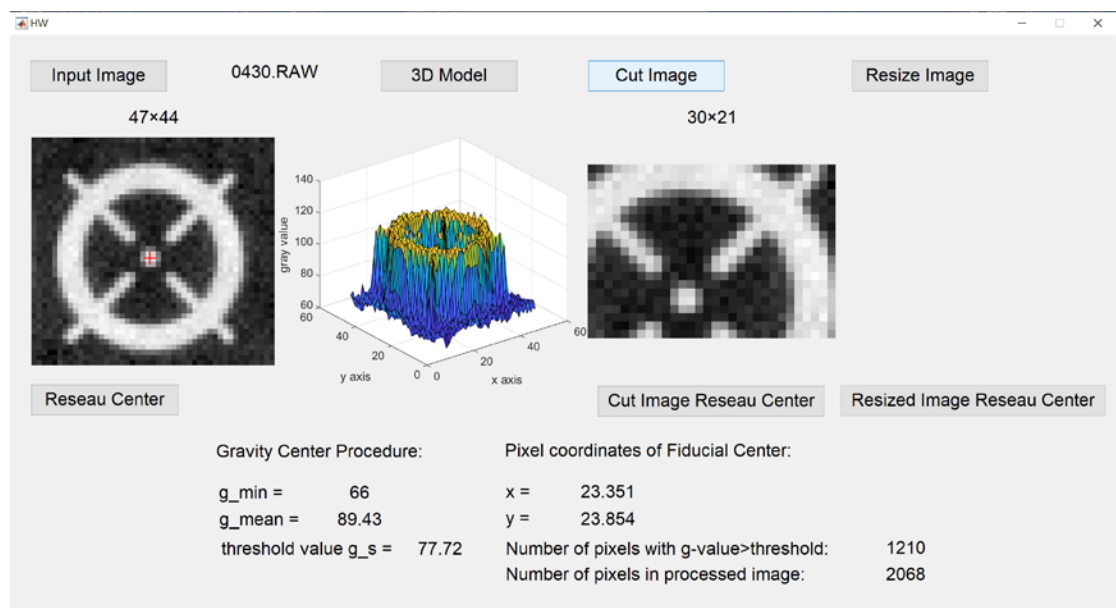 HW
Input Image 0430.RAW 3D Model Cut Image Resize Image
47×44 30×21
140
120
100
80
60
gray value
60
40
20
0
y axis
0
20
40
60
x axis
Reseau Center Cut Image Reseau Center Resized Image Reseau Center
Gravity Center Procedure: Pixel coordinates of Fiducial Center:
g_min = 66 x = 23.351
g_mean = 89.43 y = 23.854
threshold value g_s = 77.72 Number of pixels with g-value>threshold: 1210
Number of pixels in processed image: 2068